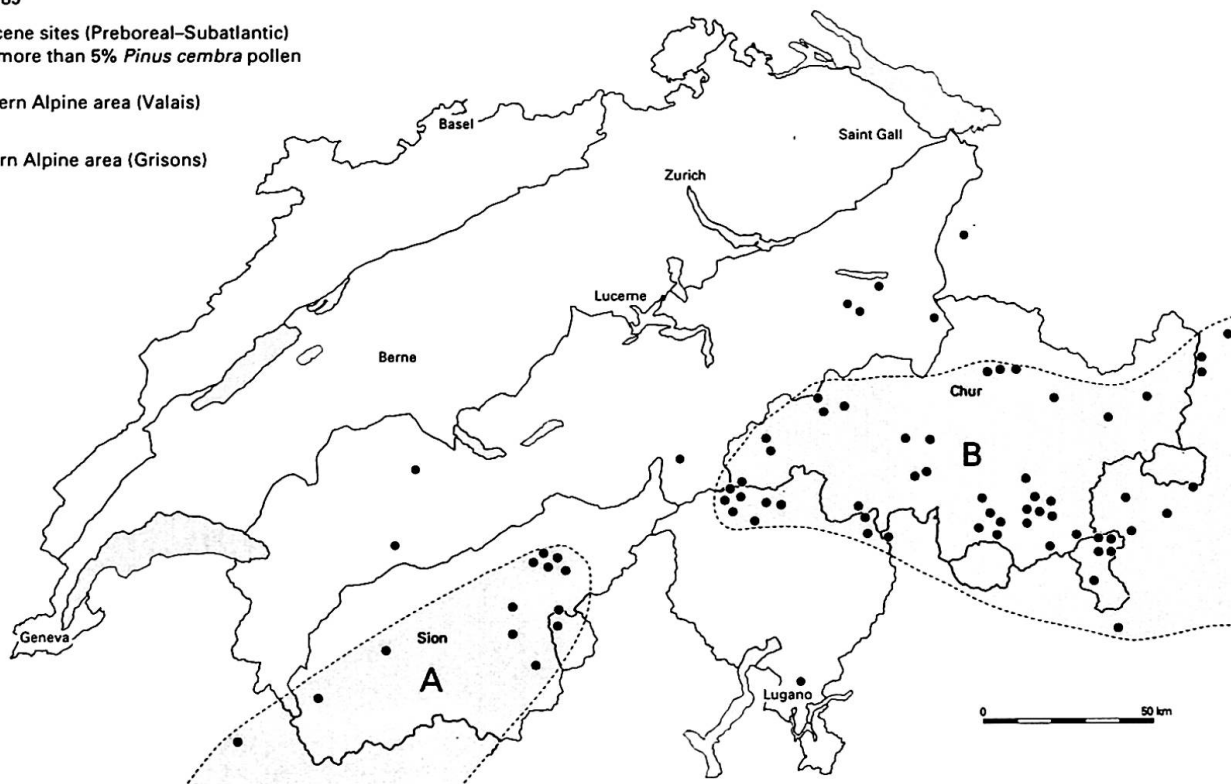 cene sites (Preboreal–Subatlantic)
more than 5% Pinus cembra pollen
ern Alpine area (Valais)
rn Alpine area (Grisons)
Basel
Saint Gall
Zurich
Lucerne
Berne
Chur
B
Geneva
Sion
A
Lugano
0 50 km